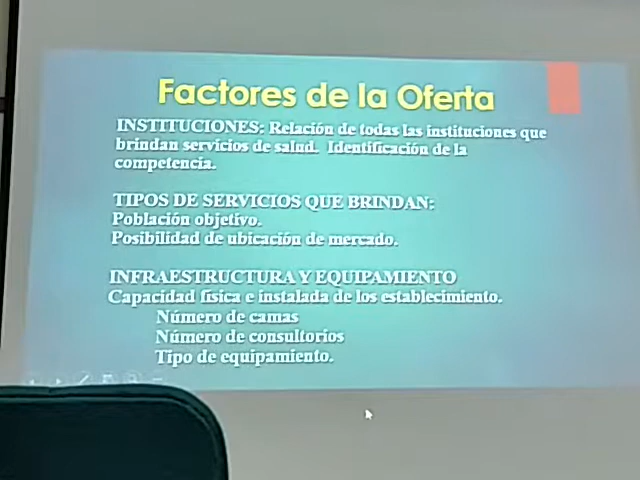 Factores de la Oferta
INSTITUCIONES: Relación de todas las instituciones que
brindan servicios de salud. Identificación de la
competencia.
TIPOS DE SERVICIOS QUE BRINDAN:
Población objetivo.
Posibilidad de ubicación de mercado.
INFRAESTRUCTURA Y EQUIPAMIENTO
Capacidad física e instalada de los establecimiento.
Número de camas
Número de consultorios
Tipo de equipamiento.